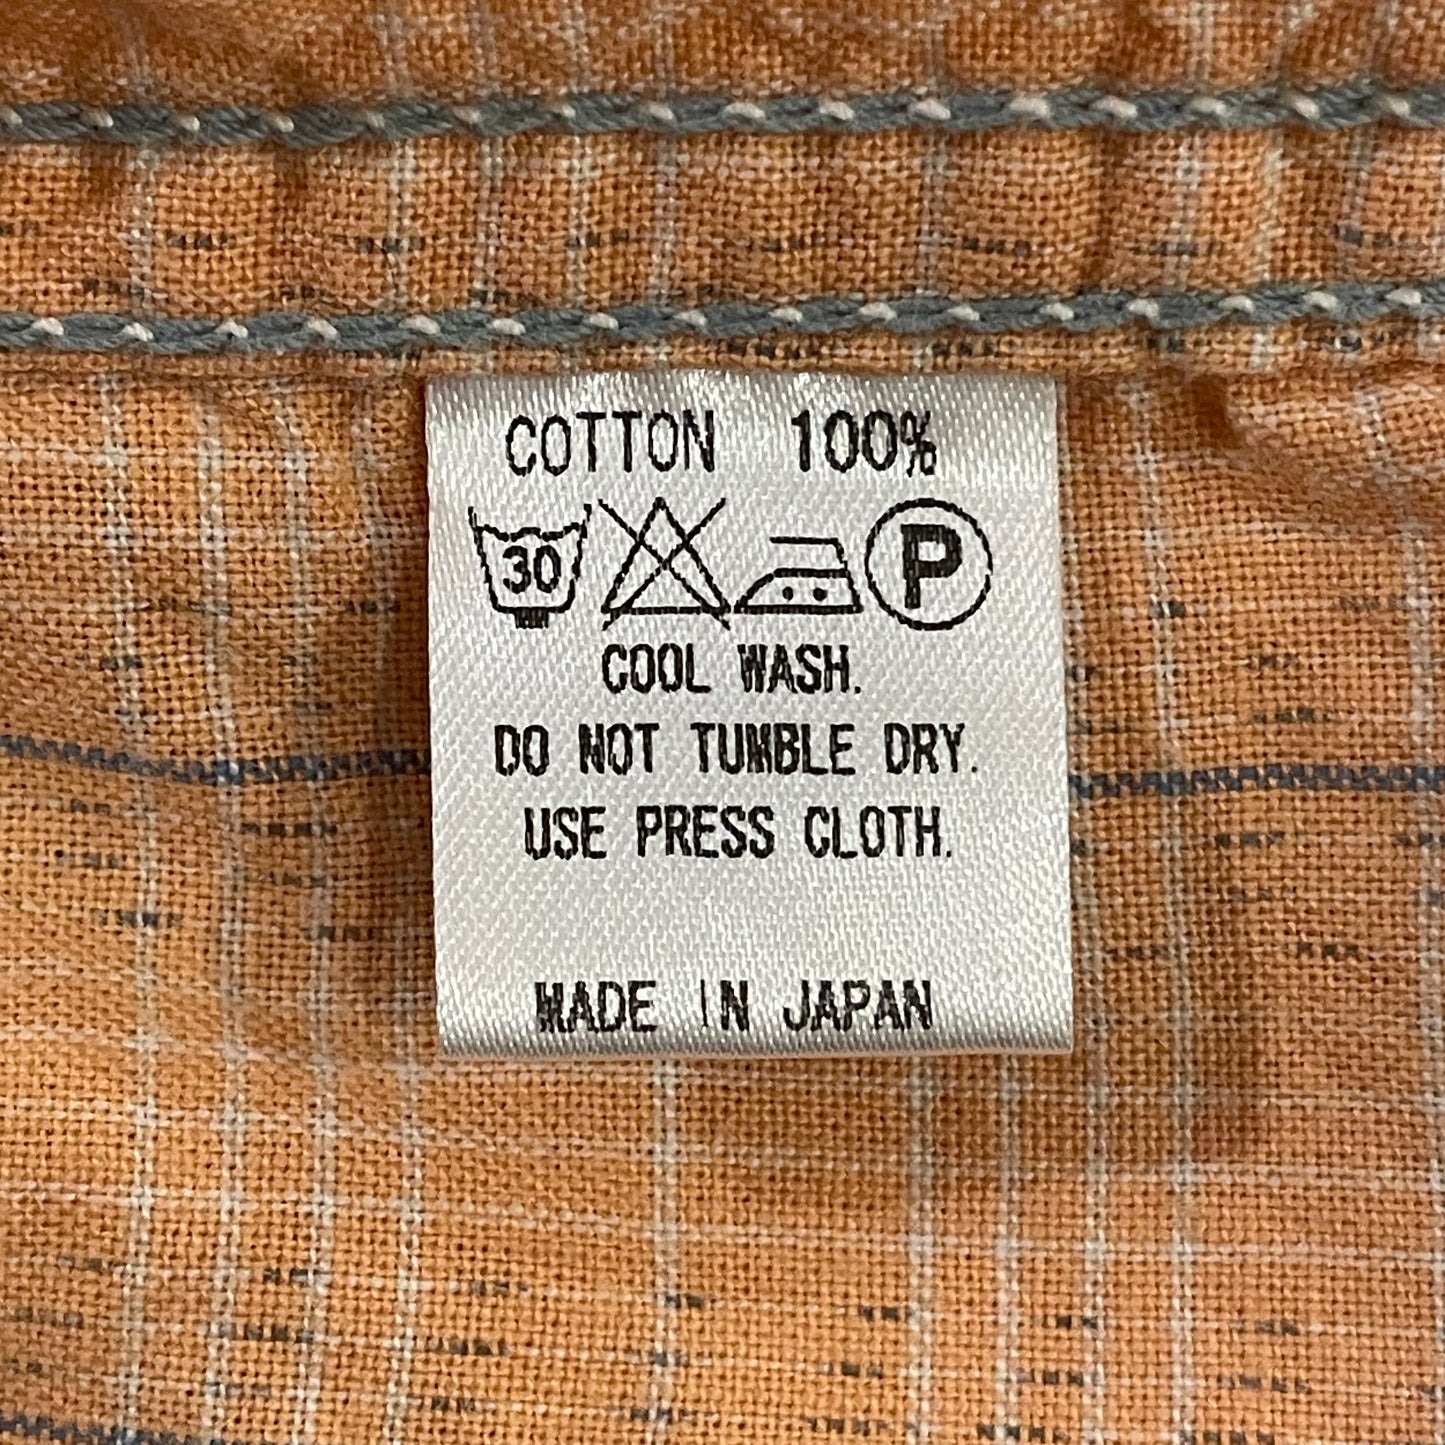 COTTON 100%
30 P
COOL WASH.
DO NOT TUMBLE DRY.
USE PRESS CLOTH.
MADE IN JAPAN